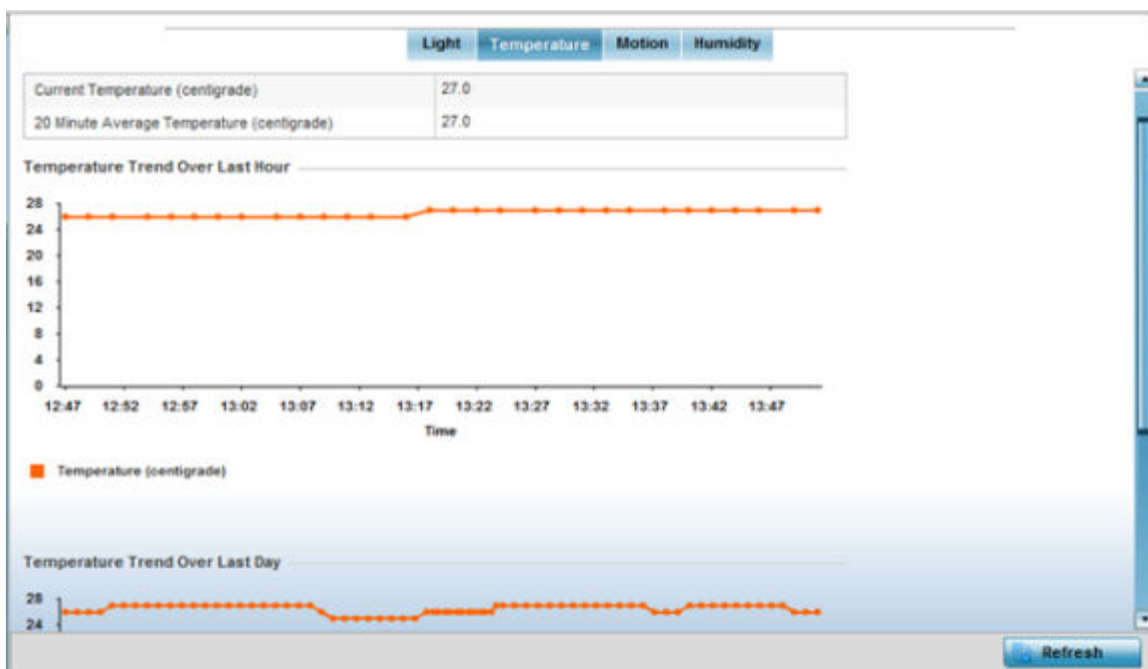 Light Temperature Motion Humidity
Current Temperature (centigrade) 27.0
20 Minute Average Temperature (centigrade) 27.0
Temperature Trend Over Last Hour
28
24
20
16
12
8
4
0
12:47 12:52 12:57 13:02 13:07 13:12 13:17 13:22 13:27 13:32 13:37 13:42 13:47
Time
Temperature (centigrade)
Temperature Trend Over Last Day
28
24
Refresh